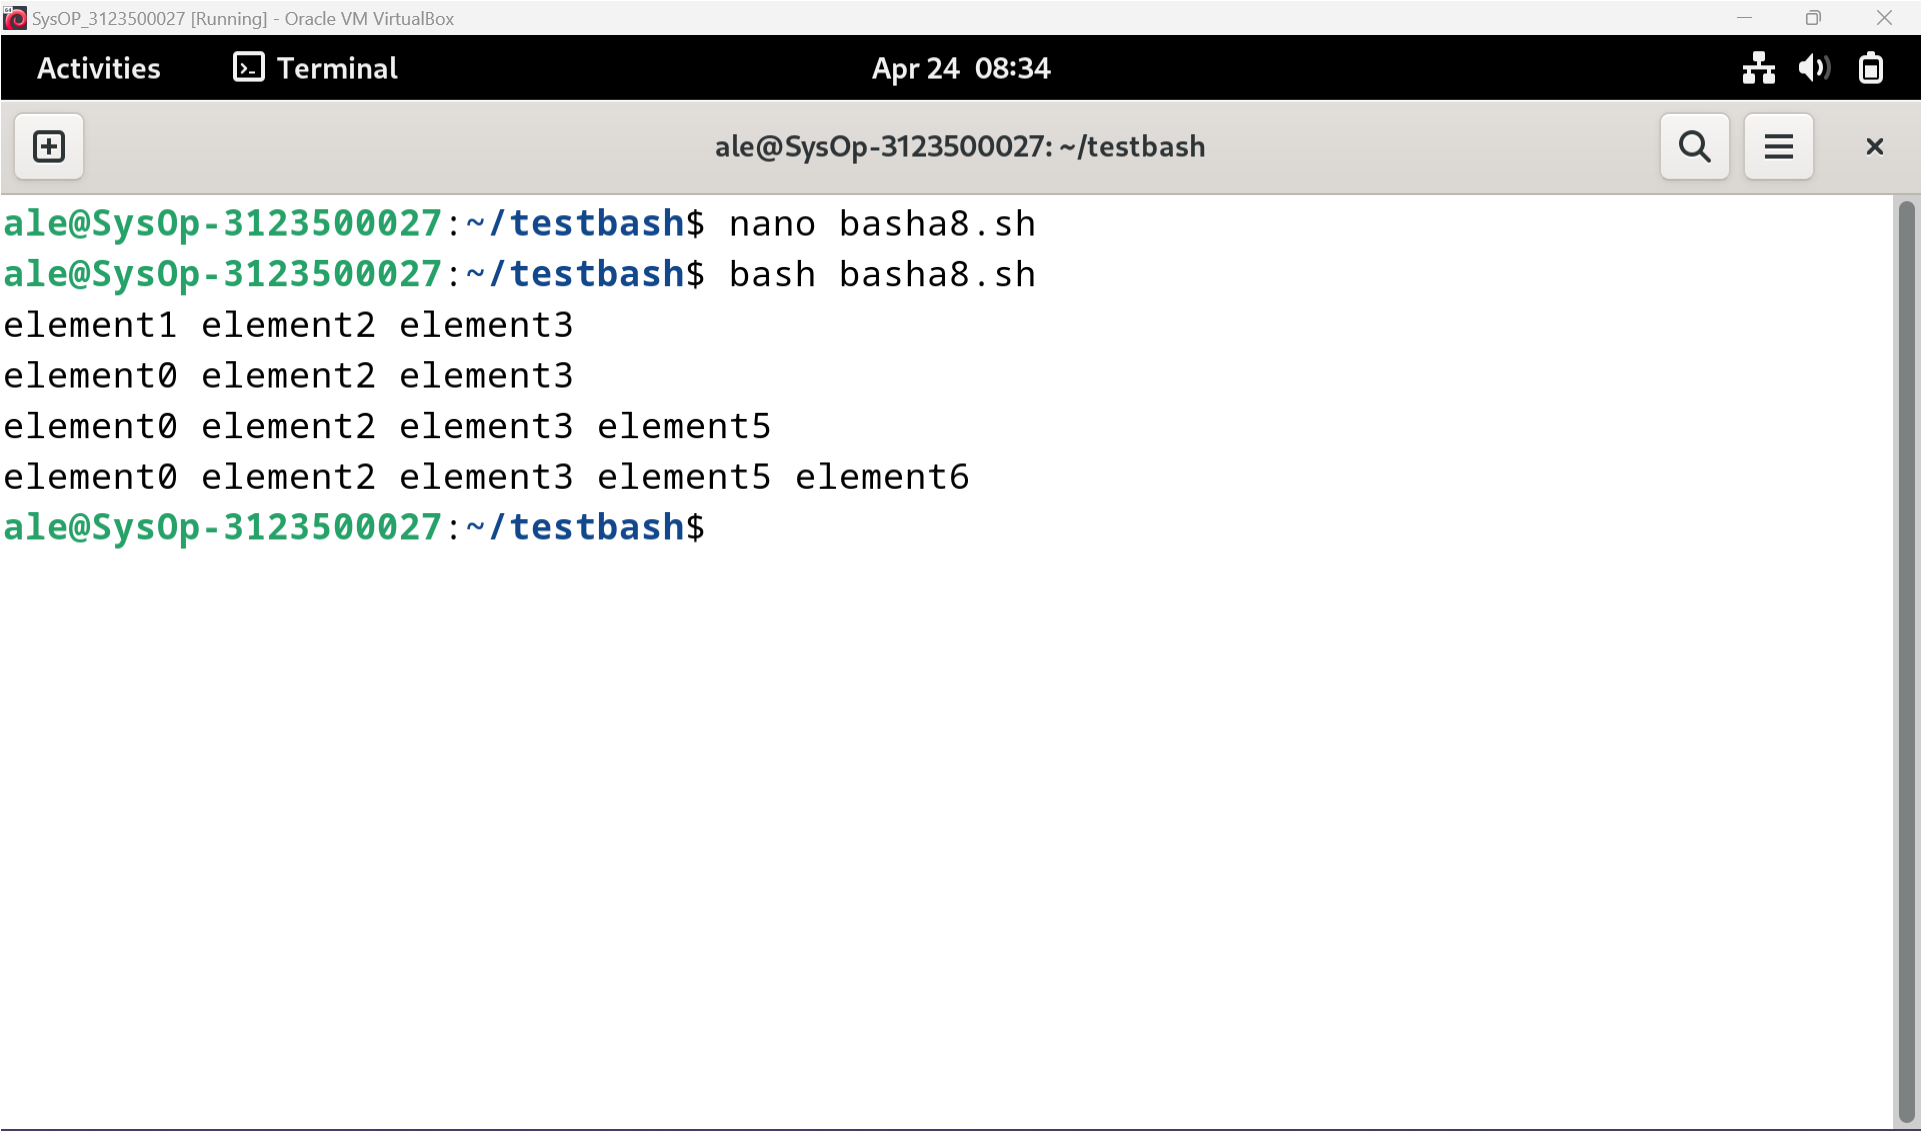 SysOP_3123500027 [Running] - Oracle VM VirtualBox
Activities Terminal Apr 24 08:34
ale@SysOp-3123500027: ~/testbash
ale@SysOp-3123500027:~/testbash$ nano basha8.sh
ale@SysOp-3123500027:~/testbash$ bash basha8.sh
element1 element2 element3
element0 element2 element3
element0 element2 element3 element5
element0 element2 element3 element5 element6
ale@SysOp-3123500027:~/testbash$